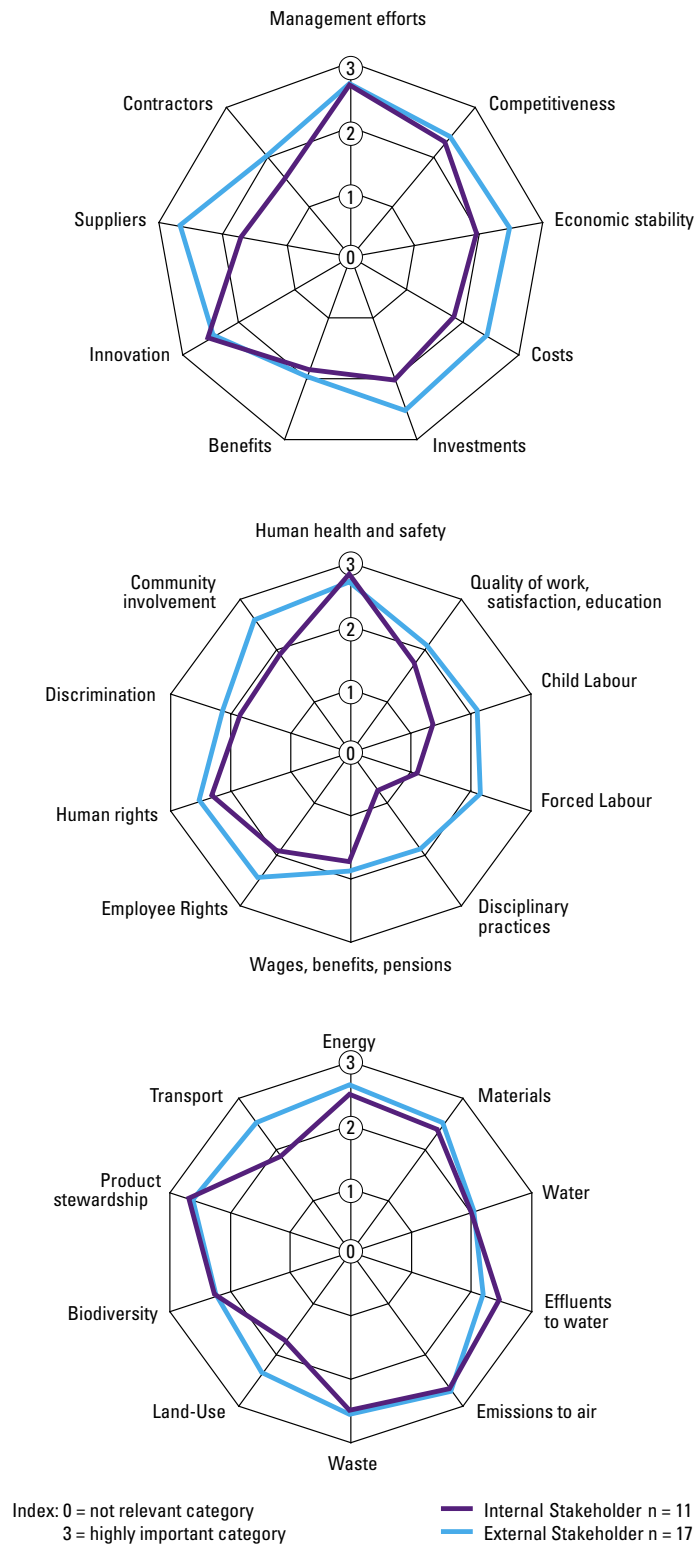 Management efforts
3
Contractors
Competitiveness
2
Suppliers
1
Economic stability
0
Innovation
Costs
Benefits
Investments
Human health and safety
3
Community
involvement
Quality of work,
satisfaction, education
2
Discrimination
1
Child Labour
0
Human rights
Forced Labour
Employee Rights
Disciplinary
practices
Wages, benefits, pensions
Energy
3
Transport
Materials
2
Product
stewardship
1
Water
0
Biodiversity
Effluents
to water
Land-Use
Emissions to air
Waste
Index: 0 = not relevant category
3 = highly important category
Internal Stakeholder n = 11
External Stakeholder n = 17